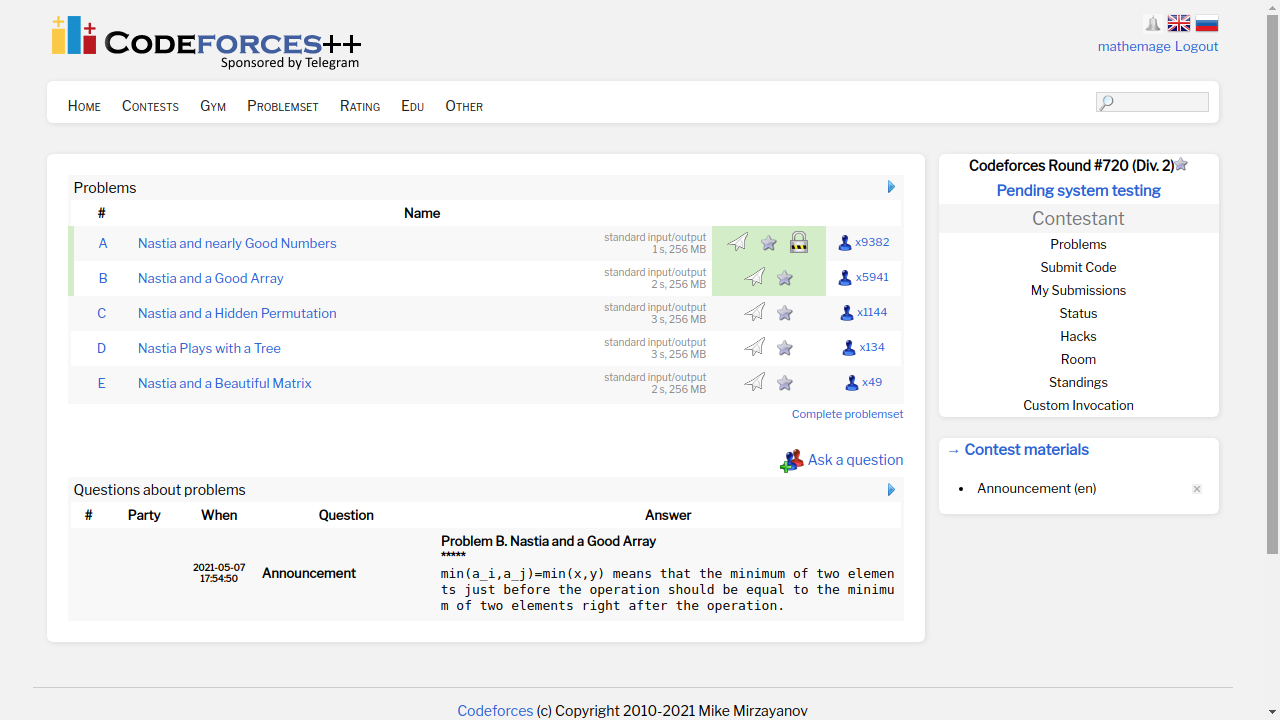 CODEFORCES++
Sponsored by Telegram
mathemage Logout
Home Contests Gym Problemset Rating Edu Other
Problems
# Name
A Nastia and nearly Good Numbers standard input/output 1 s, 256 MB x9382
B Nastia and a Good Array standard input/output 2 s, 256 MB x5941
C Nastia and a Hidden Permutation standard input/output 3 s, 256 MB x1144
D Nastia Plays with a Tree standard input/output 3 s, 256 MB x134
E Nastia and a Beautiful Matrix standard input/output 2 s, 256 MB x49
Complete problemset
Ask a question
Questions about problems
# Party When Question Answer
2021-05-07
17:54:50
Announcement
Problem B. Nastia and a Good Array
*****
min(a_i,a_j)=min(x,y) means that the minimum of two elemen
ts just before the operation should be equal to the minimu
m of two elements right after the operation.
Codeforces Round #720 (Div. 2)
Pending system testing
Contestant
Problems
Submit Code
My Submissions
Status
Hacks
Room
Standings
Custom Invocation
→ Contest materials
• Announcement (en) ×
Codeforces (c) Copyright 2010-2021 Mike Mirzayanov